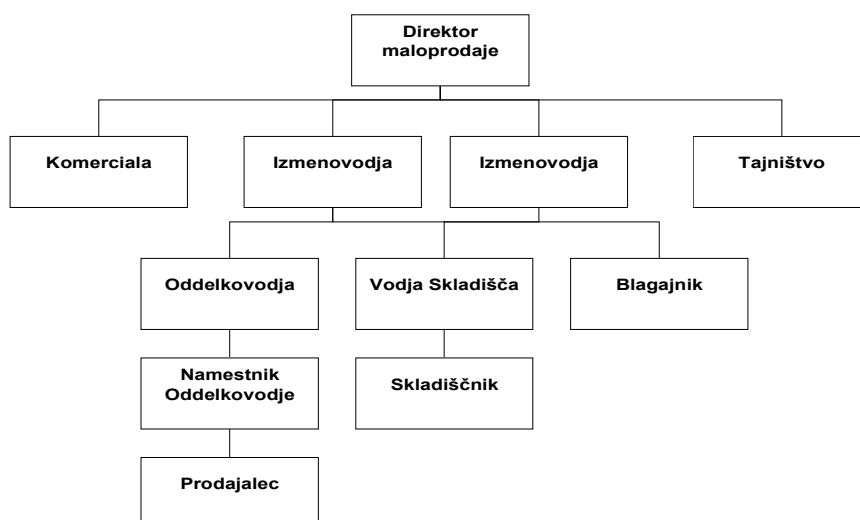 Direktor
maloprodaje
Komerciala
Izmenovodja
Izmenovodja
Tajništvo
Oddelkovodja
Vodja Skladišča
Blagajnik
Namestnik
Oddelkovodje
Skladiščnik
Prodajalec